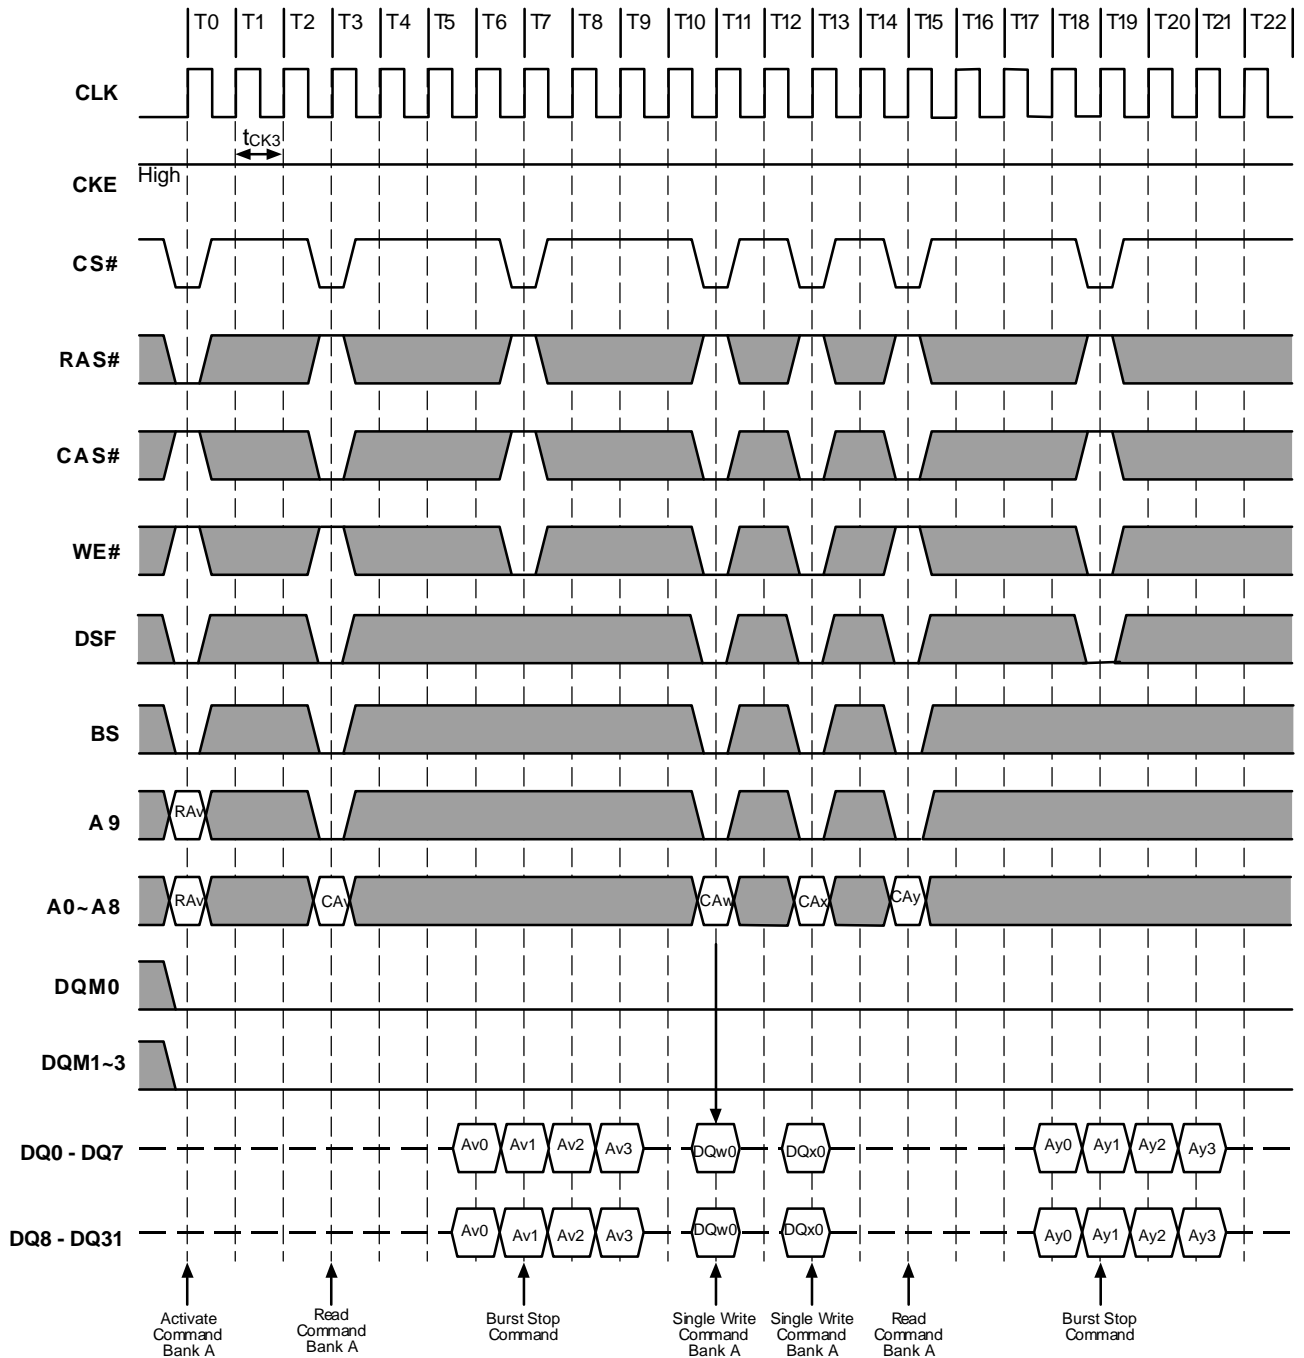 T0 T1 T2 T3 T4 T5 T6 T7 T8 T9 T10 T11 T12 T13 T14 T15 T16 T17 T18 T19 T20 T21 T22
CLK
tCK3
High
CKE
CS#
RAS#
CAS#
WE#
DSF
BS
A9 RAv
A0~A8 RAv CAv CAw CAx CAy
DQM0
DQM1~3
DQ0 - DQ7 Av0 Av1 Av2 Av3 DQw0 DQx0 Ay0 Ay1 Ay2 Ay3
DQ8 - DQ31 Av0 Av1 Av2 Av3 DQw0 DQx0 Ay0 Ay1 Ay2 Ay3
Activate
Command
Bank A
Read
Command
Bank A
Burst Stop
Command
Single Write
Command
Bank A
Single Write
Command
Bank A
Read
Command
Bank A
Burst Stop
Command